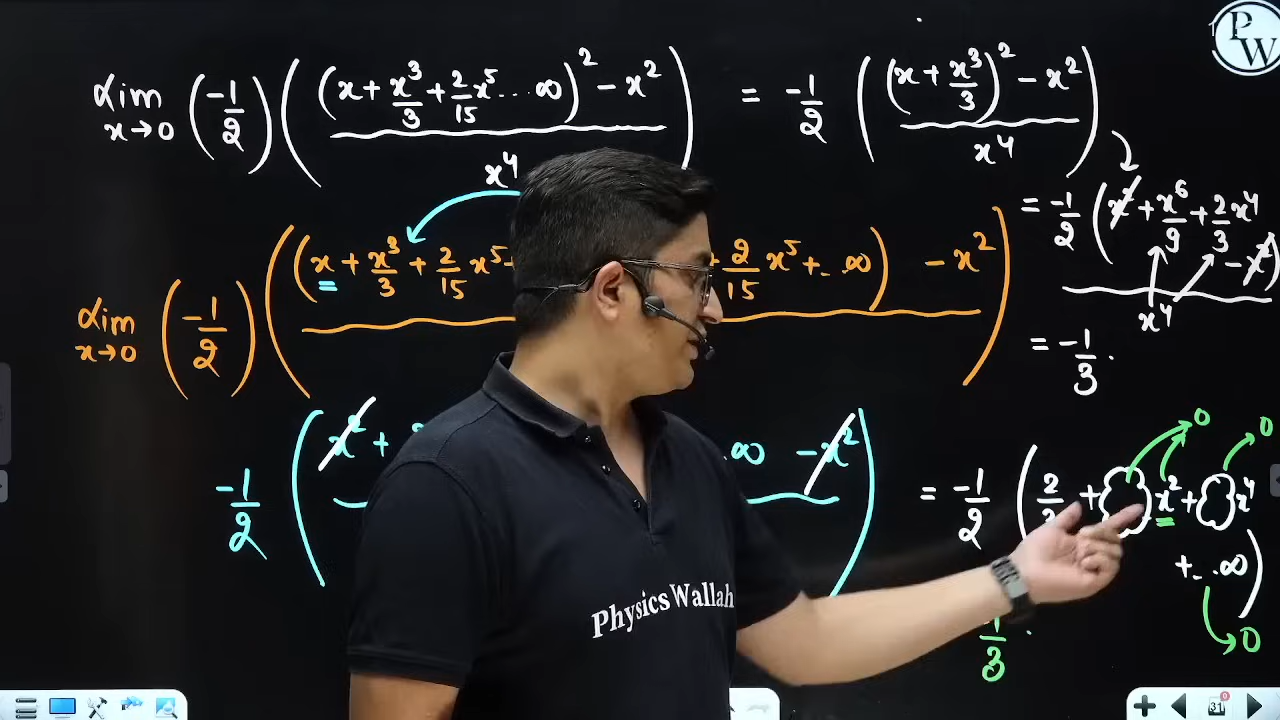 PW
lim x→0 (-1/2) ( ((x + x³/3 + 2/15 x⁵ ... ∞)² - x²) / x⁴ ) = -1/2 ( ((x + x³/3)² - x²) / x⁴ )
= -1/2 ( (x² + x⁶/9 + 2/3 x⁴ - x²) / x⁴ )
= -1/3 .
lim x→0 (-1/2) ( (x + x³/3 + 2/15 x⁵ + 2/15 x⁵ + ... ∞) - x² )
-1/2 ( x² + ∞ - x² ) = -1/2 ( 2 + x² + x⁴
+ ... ∞ )
0
0
0
1/3 .
Physics Wallah
31
0